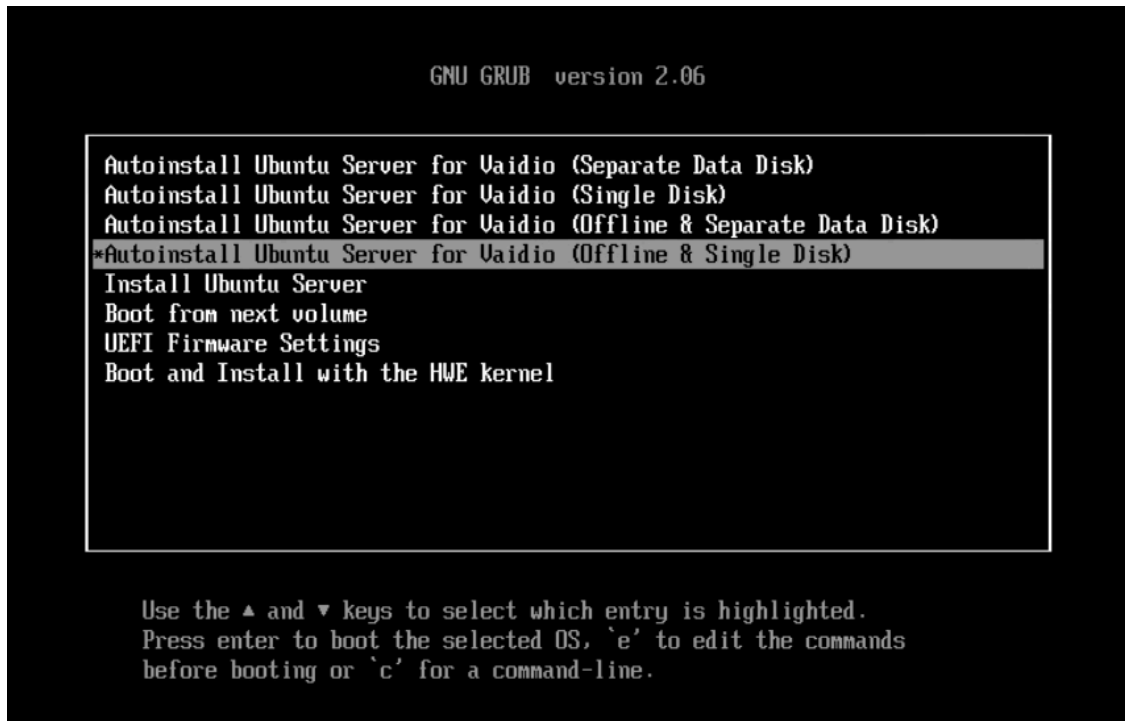 GNU GRUB version 2.06
Autoinstall Ubuntu Server for Vaidio (Separate Data Disk)
Autoinstall Ubuntu Server for Vaidio (Single Disk)
Autoinstall Ubuntu Server for Vaidio (Offline & Separate Data Disk)
*Autoinstall Ubuntu Server for Vaidio (Offline & Single Disk)
Install Ubuntu Server
Boot from next volume
UEFI Firmware Settings
Boot and Install with the HWE kernel
Use the ▲ and ▼ keys to select which entry is highlighted.
Press enter to boot the selected OS, `e' to edit the commands
before booting or `c' for a command-line.